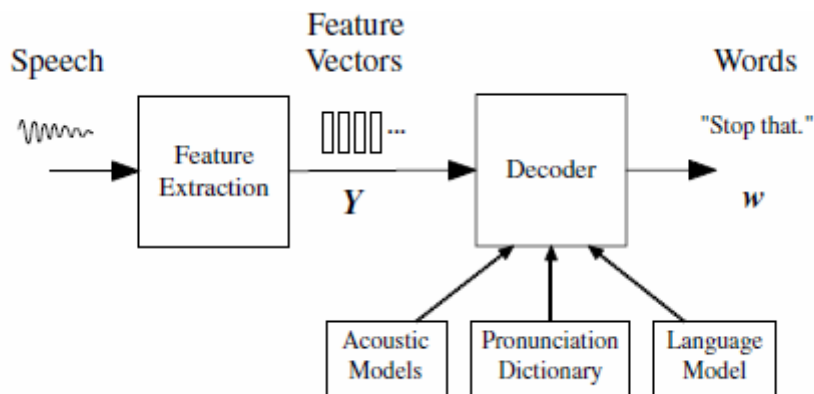 Speech
Feature
Vectors
Words
"Stop that."
Feature
Extraction
...
Y
Decoder
w
Acoustic
Models
Pronunciation
Dictionary
Language
Model